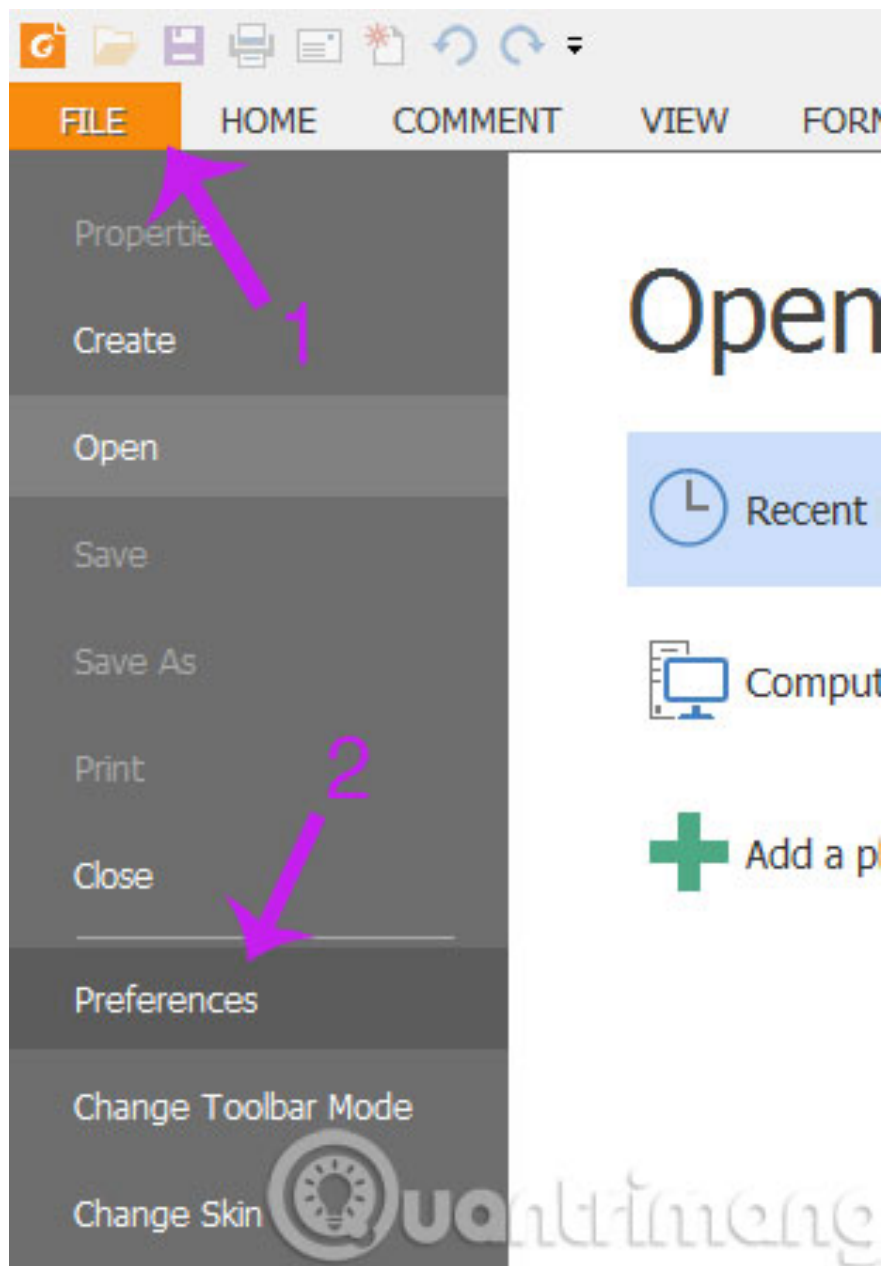 FILE HOME COMMENT VIEW FORM
Propertie
1
Create
Open
Open
Recent
Save
Save As
Comput
Print
2
Add a pl
Close
Preferences
Change Toolbar Mode
Change Skin
Quantrimang